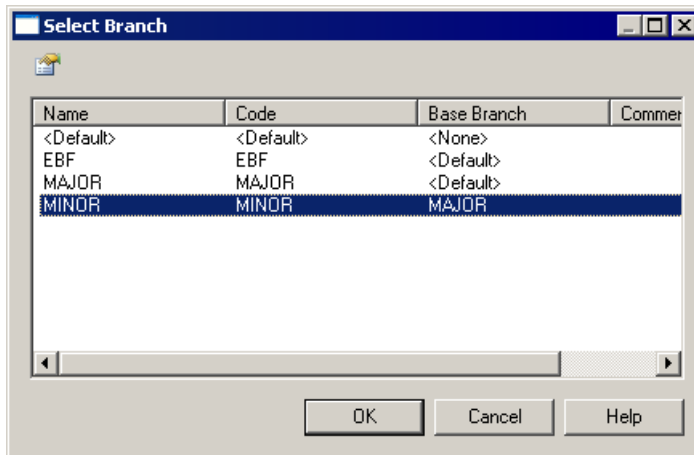 Select Branch
Name Code Base Branch Commer
<Default> <Default> <None>
EBF EBF <Default>
MAJOR MAJOR <Default>
MINOR MINOR MAJOR
OK Cancel Help